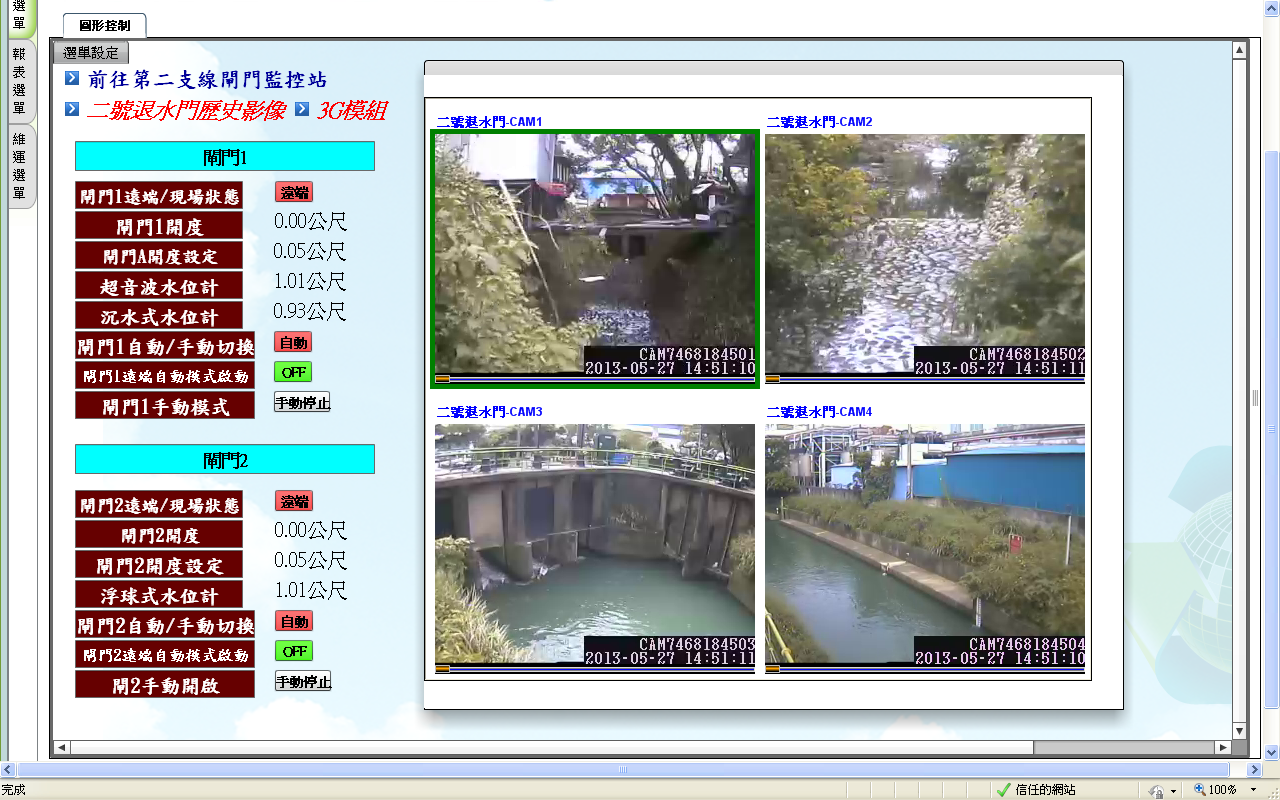 選單
報表選單
維運選單
圖形控制
選單設定
前往第二支線閘門監控站
二號退水門歷史影像 3G模組
閘門1
閘門1遠端/現場狀態 遠端
閘門1開度 0.00公尺
閘門A開度設定 0.05公尺
超音波水位計 1.01公尺
沉水式水位計 0.93公尺
閘門1自動/手動切換 自動
閘門1遠端自動模式啟動 OFF
閘門1手動模式 手動停止
閘門2
閘門2遠端/現場狀態 遠端
閘門2開度 0.00公尺
閘門2開度設定 0.05公尺
浮球式水位計 1.01公尺
閘門2自動/手動切換 自動
閘門2遠端自動模式啟動 OFF
閘2手動開啟 手動停止
二號退水門-CAM1
CAM7468184501
2013-05-27 14:51:10
二號退水門-CAM2
CAM7468184502
2013-05-27 14:51:11
二號退水門-CAM3
CAM7468184503
2013-05-27 14:51:11
二號退水門-CAM4
CAM7468184504
2013-05-27 14:51:10
完成
信任的網站
100%